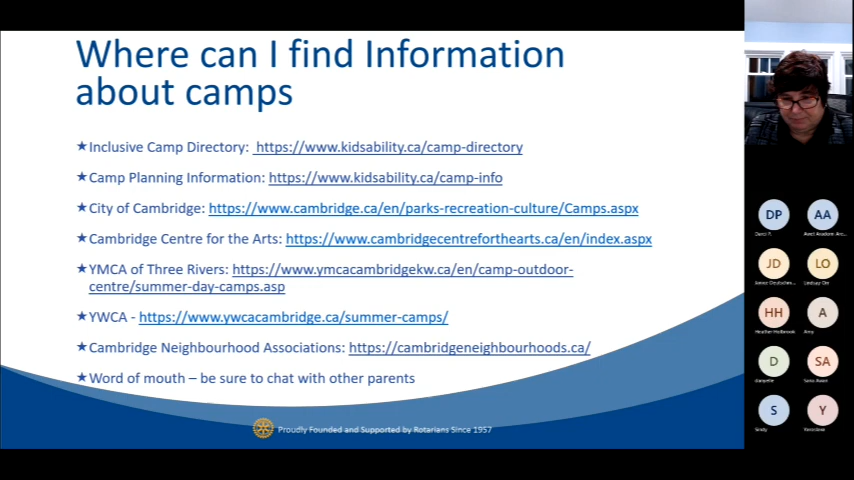 Where can I find Information
about camps
★Inclusive Camp Directory: https://www.kidsability.ca/camp-directory
★Camp Planning Information: https://www.kidsability.ca/camp-info
★City of Cambridge: https://www.cambridge.ca/en/parks-recreation-culture/Camps.aspx
★Cambridge Centre for the Arts: https://www.cambridgecentreforthearts.ca/en/index.aspx
★YMCA of Three Rivers: https://www.ymcacambridgekw.ca/en/camp-outdoor-
centre/summer-day-camps.asp
★YWCA - https://www.ywcacambridge.ca/summer-camps/
★Cambridge Neighbourhood Associations: https://cambridgeneighbourhoods.ca/
★Word of mouth – be sure to chat with other parents
Proudly Founded and Supported by Rotarians Since 1957
DP
AA
JD
LO
HH
A
Heather Holbrook
Amy
D
SA
danyelle
S
Y